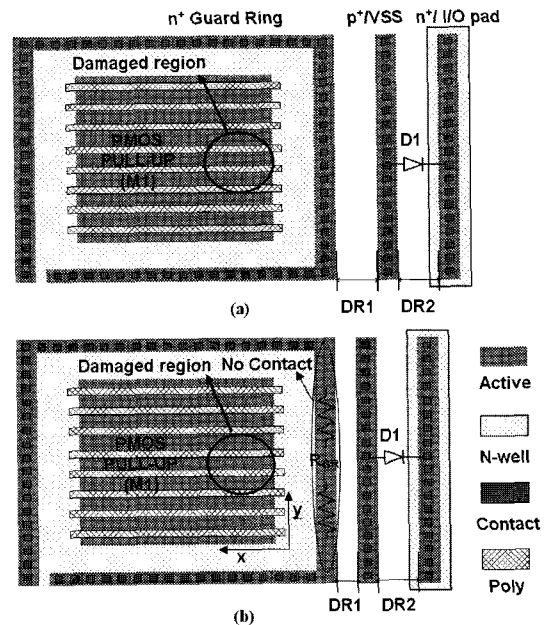 n+ Guard Ring
p+/VSS
n+/ I/O pad
Damaged region
D1
PMOS
PULL-UP
(M1)
DR1
DR2
(a)
Damaged region
No Contact
D1
PMOS
PULL-UP
(M1)
y
x
DR1
DR2
(b)
Active
N-well
Contact
Poly